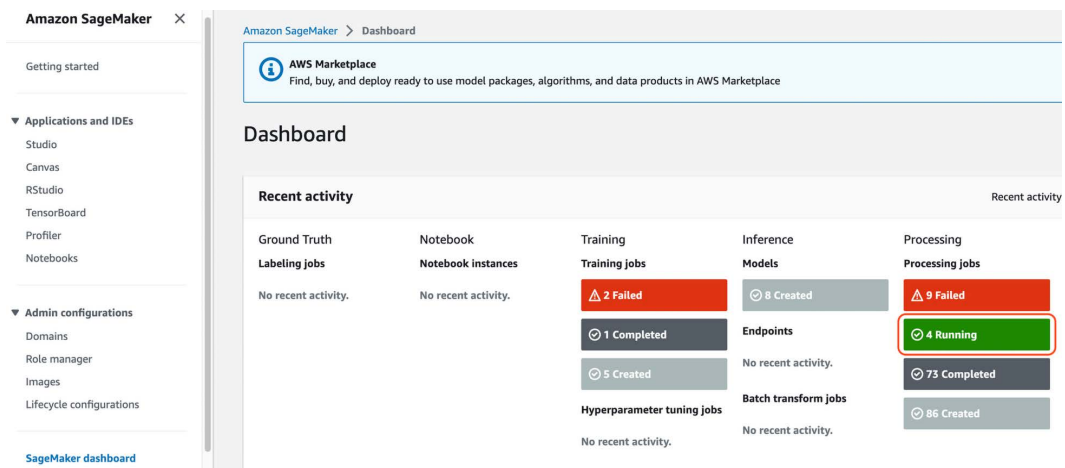 Amazon SageMaker
Getting started
Applications and IDEs
Studio
Canvas
RStudio
TensorBoard
Profiler
Notebooks
Admin configurations
Domains
Role manager
Images
Lifecycle configurations
SageMaker dashboard
Amazon SageMaker > Dashboard
AWS Marketplace
Find, buy, and deploy ready to use model packages, algorithms, and data products in AWS Marketplace
Dashboard
Recent activity
Recent activity
Ground Truth
Labeling jobs
No recent activity.
Notebook
Notebook instances
No recent activity.
Training
Training jobs
2 Failed
1 Completed
5 Created
Hyperparameter tuning jobs
No recent activity.
Inference
Models
8 Created
Endpoints
No recent activity.
Batch transform jobs
No recent activity.
Processing
Processing jobs
9 Failed
4 Running
73 Completed
86 Created